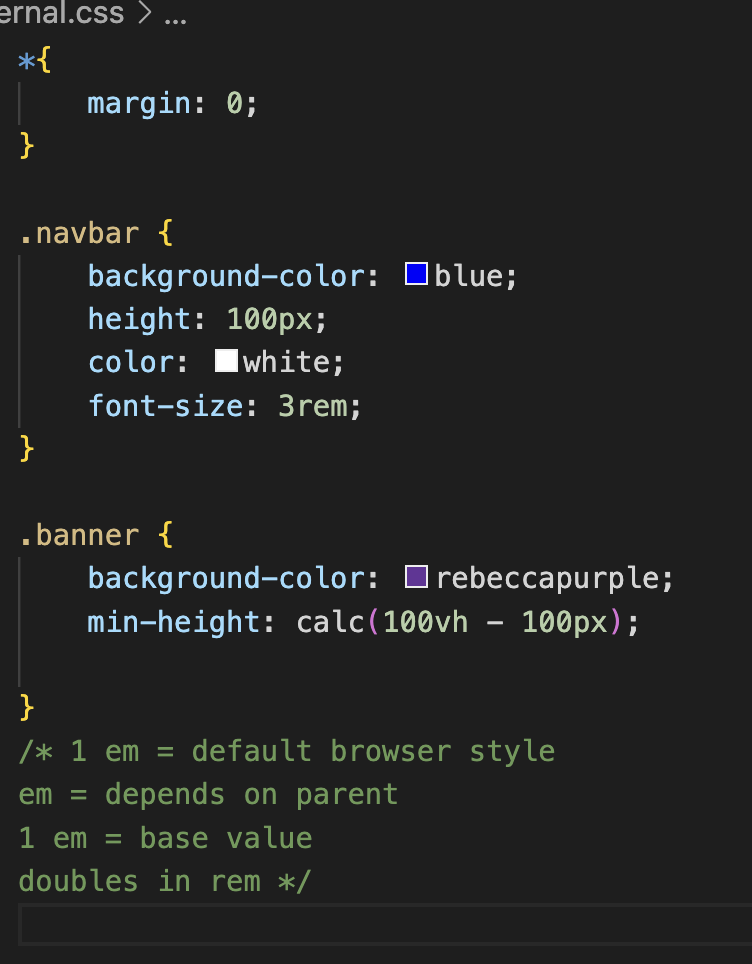 ernal.css > ...
*{
    margin: 0;
}

.navbar {
    background-color: blue;
    height: 100px;
    color: white;
    font-size: 3rem;
}

.banner {
    background-color: rebeccapurple;
    min-height: calc(100vh - 100px);

}
/* 1 em = default browser style
em = depends on parent
1 em = base value
doubles in rem */